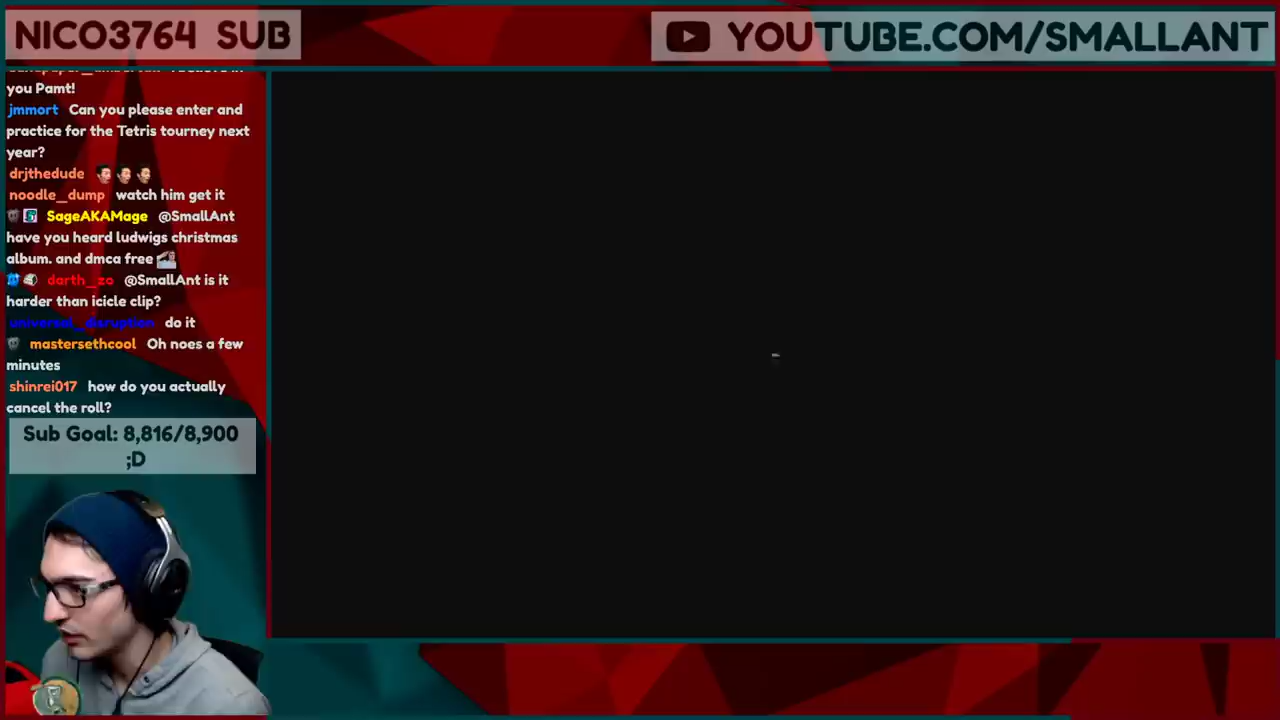 NICO3764 SUB
YOUTUBE.COM/SMALLANT
you Pamt!
jmmort Can you please enter and
practice for the Tetris tourney next
year?
drjthedude
noodle_dump watch him get it
SageAKAMage @SmallAnt
have you heard ludwigs christmas
album. and dmca free
darth_zo @SmallAnt is it
harder than icicle clip?
universal_disruption do it
mastersethcool Oh noes a few
minutes
shinrei017 how do you actually
cancel the roll?
Sub Goal: 8,816/8,900
;D